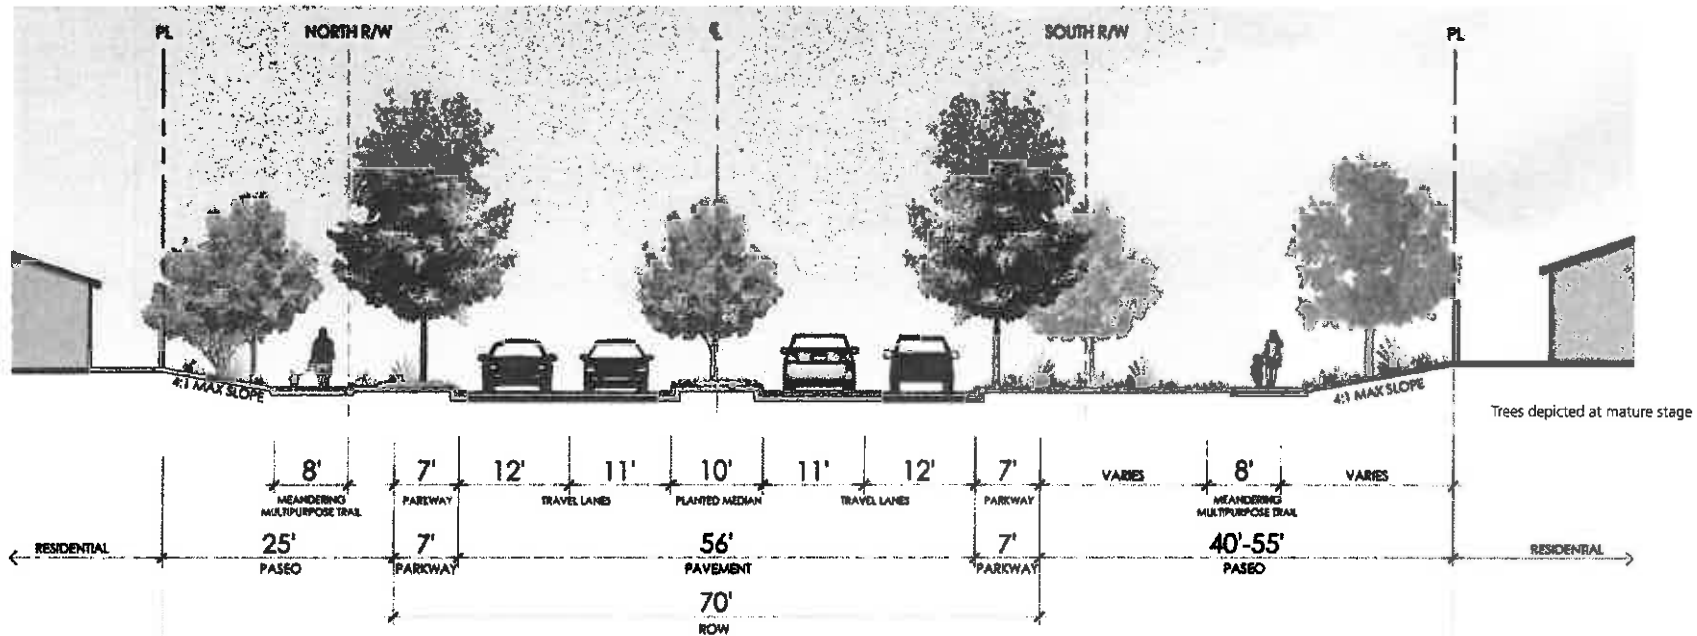 PL
NORTH R/W
℄
SOUTH R/W
PL
4:1 MAX SLOPE
4:1 MAX SLOPE
Trees depicted at mature stage
8' 7' 12' 11' 10' 11' 12' 7' VARIES 8' VARIES
MEANDERING MULTIPURPOSE TRAIL
PARKWAY
TRAVEL LANES
PLANTED MEDIAN
TRAVEL LANES
PARKWAY
MEANDERING MULTIPURPOSE TRAIL
RESIDENTIAL 25' 7' 56' 7' 40'-55' RESIDENTIAL
PASEO PARKWAY PAVEMENT PARKWAY PASEO
70'
ROW